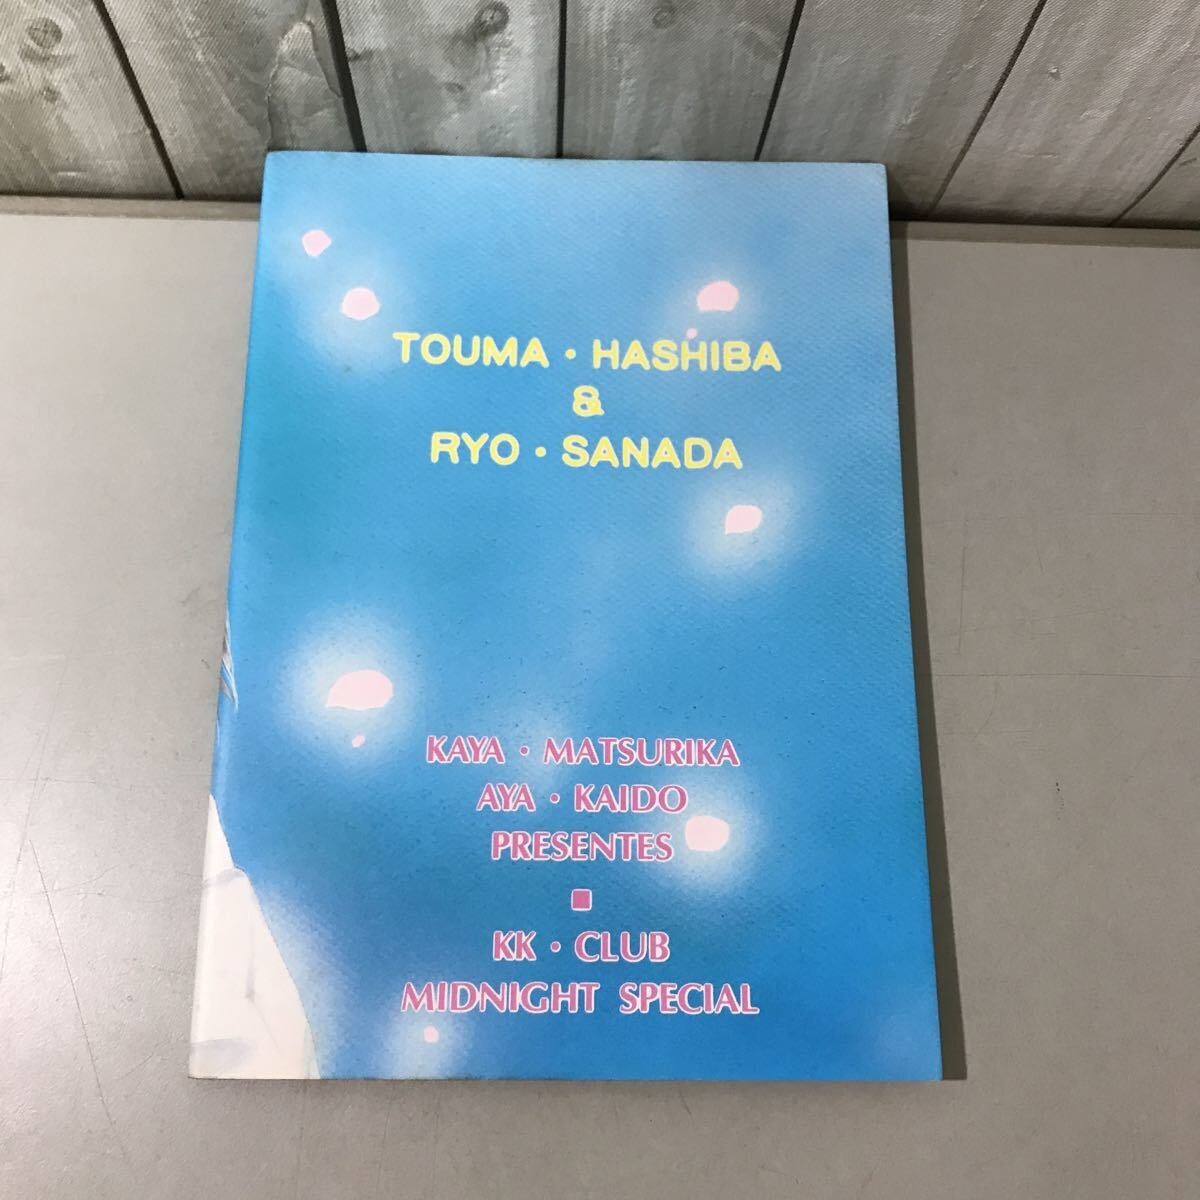 TOUMA・HASHIBA
&
RYO・SANADA
KAYA・MATSURIKA
AYA・KAIDO
PRESENTES
■
KK・CLUB
MIDNIGHT SPECIAL